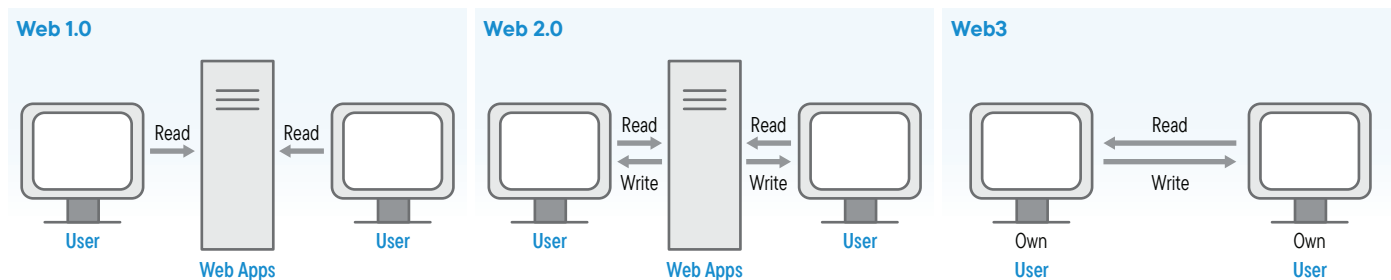 Web 1.0
Read
Read
User
User
Web Apps
Web 2.0
Read
Read
Write
Write
User
User
Web Apps
Web3
Read
Write
Own
Own
User
User